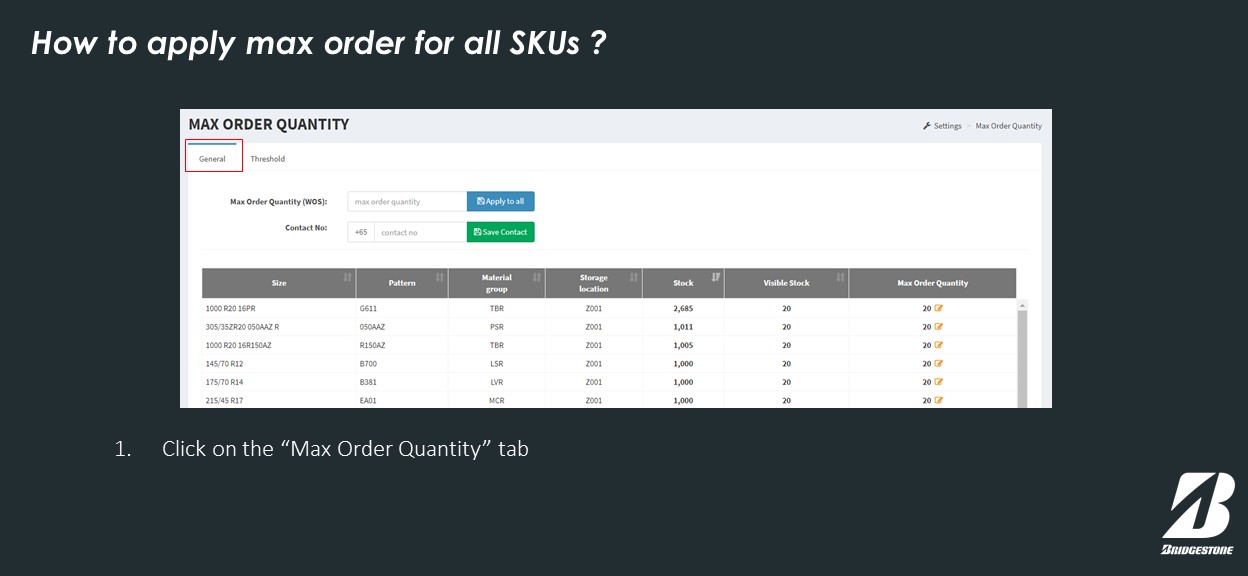 How to apply max order for all SKUs ?
MAX ORDER QUANTITY
Settings > Max Order Quantity
General Threshold
Max Order Quantity (WOS): max order quantity Apply to all
Contact No: +65 contact no Save Contact
Size Pattern Material group Storage location Stock Visible Stock Max Order Quantity
1000 R20 16PR G611 TBR Z001 2,685 20 20
305/35ZR20 050AAZ R 050AAZ PSR Z001 1,011 20 20
1000 R20 16R150AZ R150AZ TBR Z001 1,005 20 20
145/70 R12 B700 LSR Z001 1,000 20 20
175/70 R14 B381 LVR Z001 1,000 20 20
215/45 R17 EA01 MCR Z001 1,000 20 20
1. Click on the “Max Order Quantity” tab
BRIDGESTONE